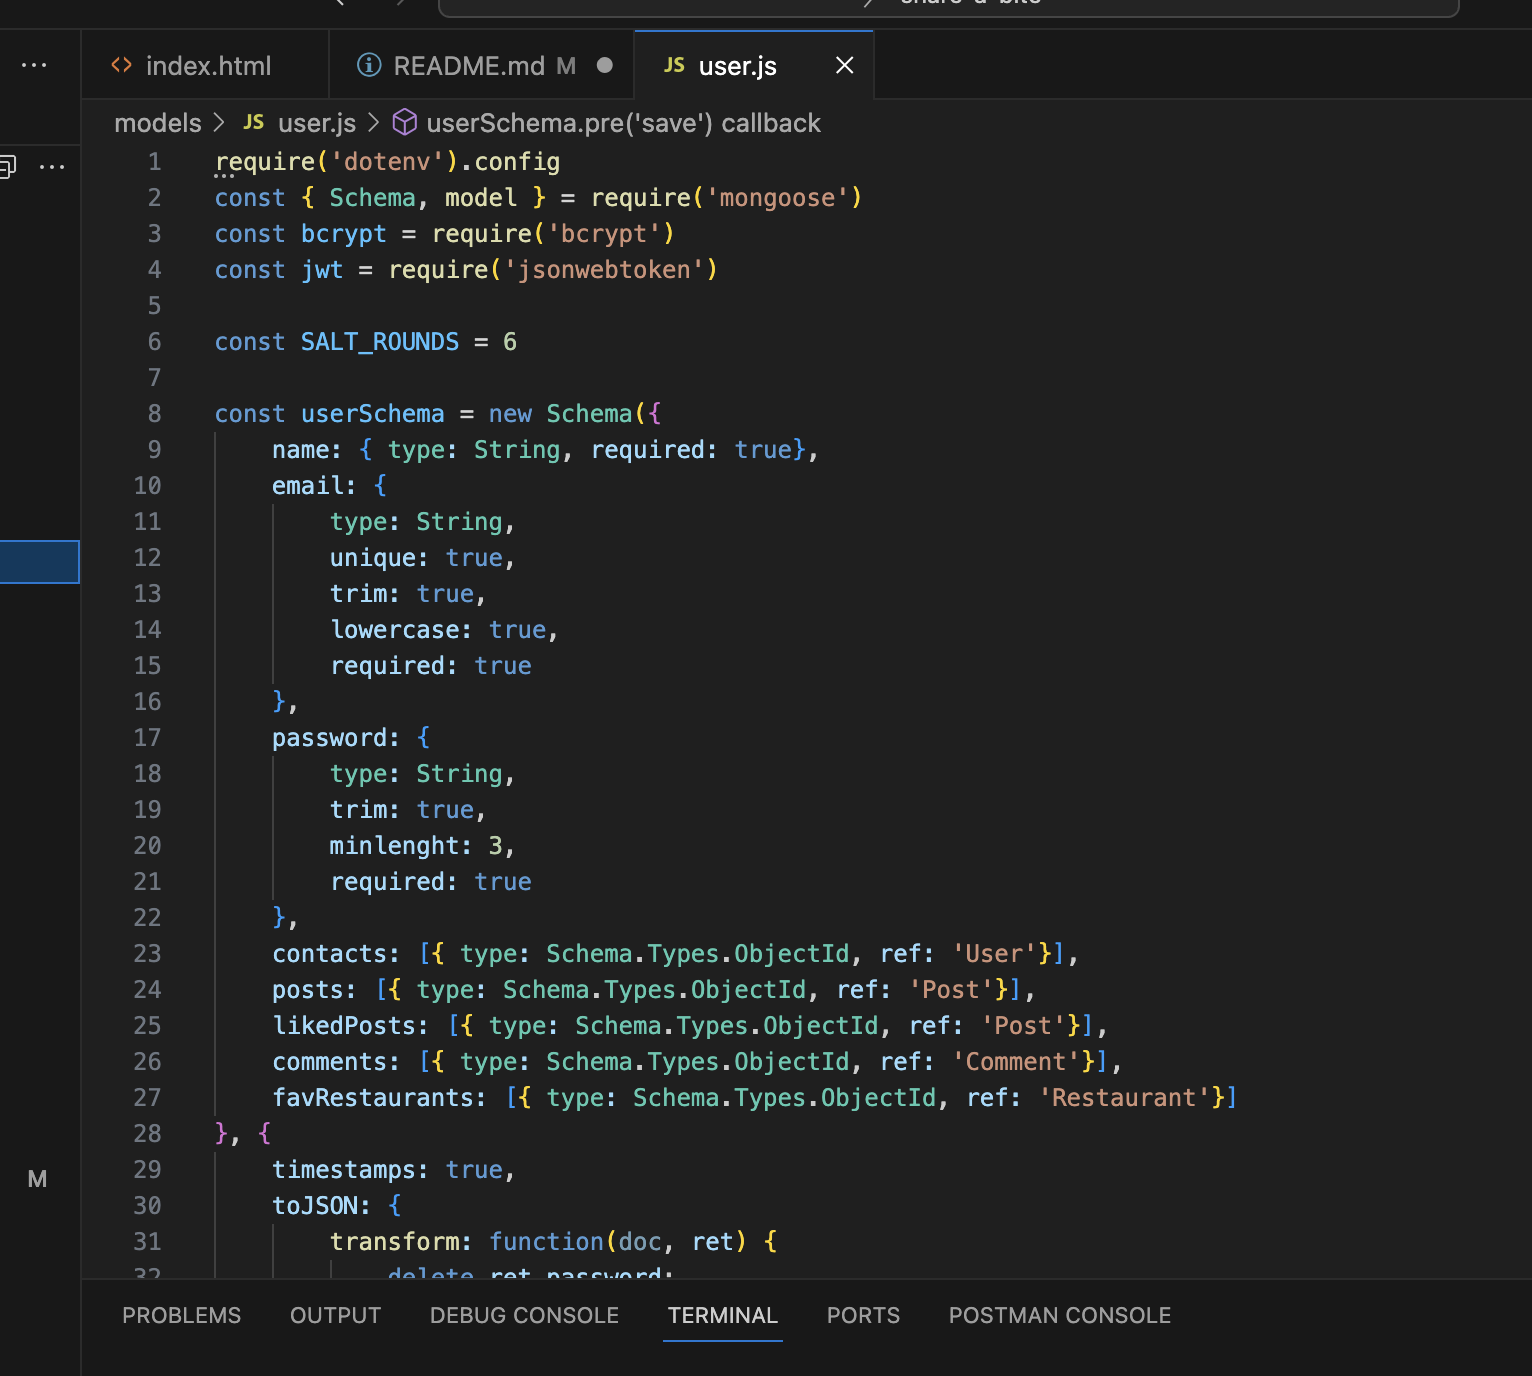 share-a-bite
index.html
README.md M
JS user.js
models > JS user.js > userSchema.pre('save') callback
1 require('dotenv').config
2 const { Schema, model } = require('mongoose')
3 const bcrypt = require('bcrypt')
4 const jwt = require('jsonwebtoken')
5
6 const SALT_ROUNDS = 6
7
8 const userSchema = new Schema({
9 name: { type: String, required: true},
10 email: {
11 type: String,
12 unique: true,
13 trim: true,
14 lowercase: true,
15 required: true
16 },
17 password: {
18 type: String,
19 trim: true,
20 minlenght: 3,
21 required: true
22 },
23 contacts: [{ type: Schema.Types.ObjectId, ref: 'User'}],
24 posts: [{ type: Schema.Types.ObjectId, ref: 'Post'}],
25 likedPosts: [{ type: Schema.Types.ObjectId, ref: 'Post'}],
26 comments: [{ type: Schema.Types.ObjectId, ref: 'Comment'}],
27 favRestaurants: [{ type: Schema.Types.ObjectId, ref: 'Restaurant'}]
28 }, {
M
29 timestamps: true,
30 toJSON: {
31 transform: function(doc, ret) {
32 delete ret.password;
PROBLEMS OUTPUT DEBUG CONSOLE TERMINAL PORTS POSTMAN CONSOLE